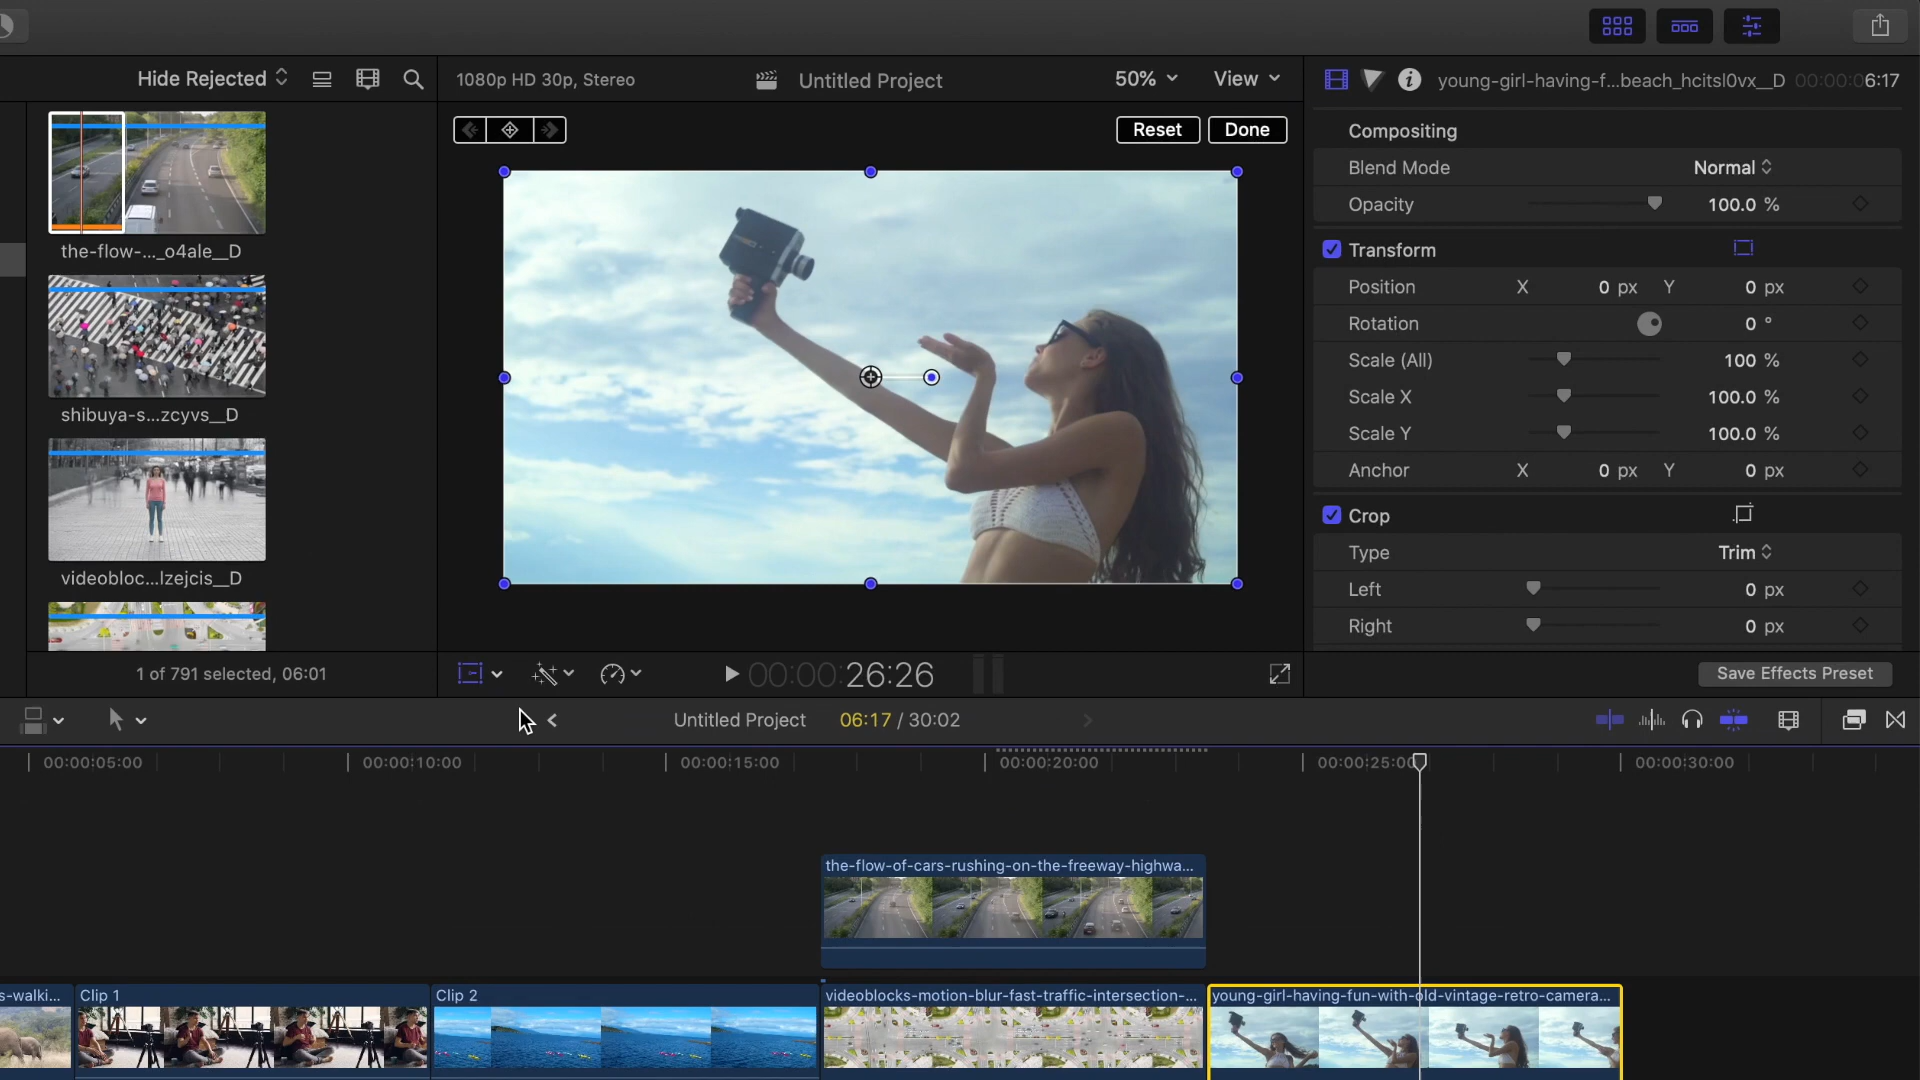 Hide Rejected
1080p HD 30p, Stereo
Untitled Project
50%
View
young-girl-having-f...beach_hcitsl0vx__D
00:00:06:17
the-flow-..._o4ale__D
shibuya-s...zcyvs__D
videobloc...lzejcis__D
1 of 791 selected, 06:01
Reset
Done
00:00:00:26:26
Compositing
Blend Mode Normal
Opacity 100.0 %
Transform
Position X 0 px Y 0 px
Rotation 0 °
Scale (All) 100 %
Scale X 100.0 %
Scale Y 100.0 %
Anchor X 0 px Y 0 px
Crop
Type Trim
Left 0 px
Right 0 px
Save Effects Preset
Untitled Project 06:17 / 30:02
00:00:05:00 00:00:10:00 00:00:15:00 00:00:20:00 00:00:25:00 00:00:30:00
the-flow-of-cars-rushing-on-the-freeway-highwa...
s-walki...
Clip 1
Clip 2
videoblocks-motion-blur-fast-traffic-intersection-...
young-girl-having-fun-with-old-vintage-retro-camera...